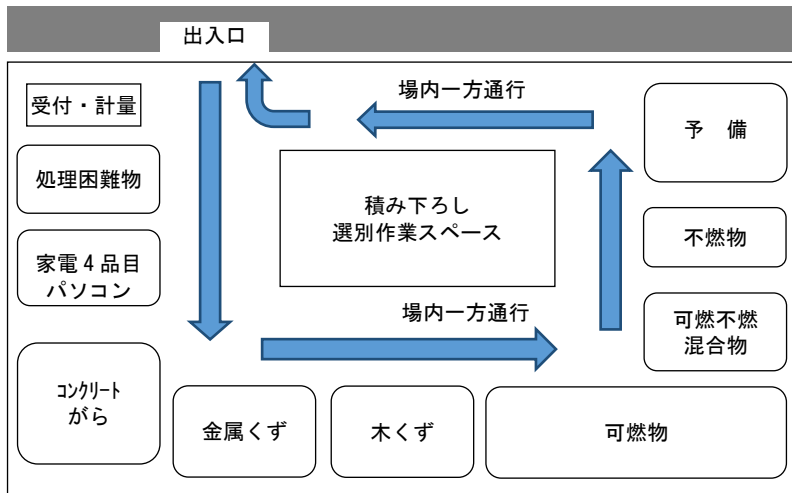 出入口
受付・計量
場内一方通行
予　備
処理困難物
積み下ろし
選別作業スペース
不燃物
家電４品目
パソコン
場内一方通行
可燃不燃
混合物
ｺﾝｸﾘｰﾄ
がら
金属くず
木くず
可燃物